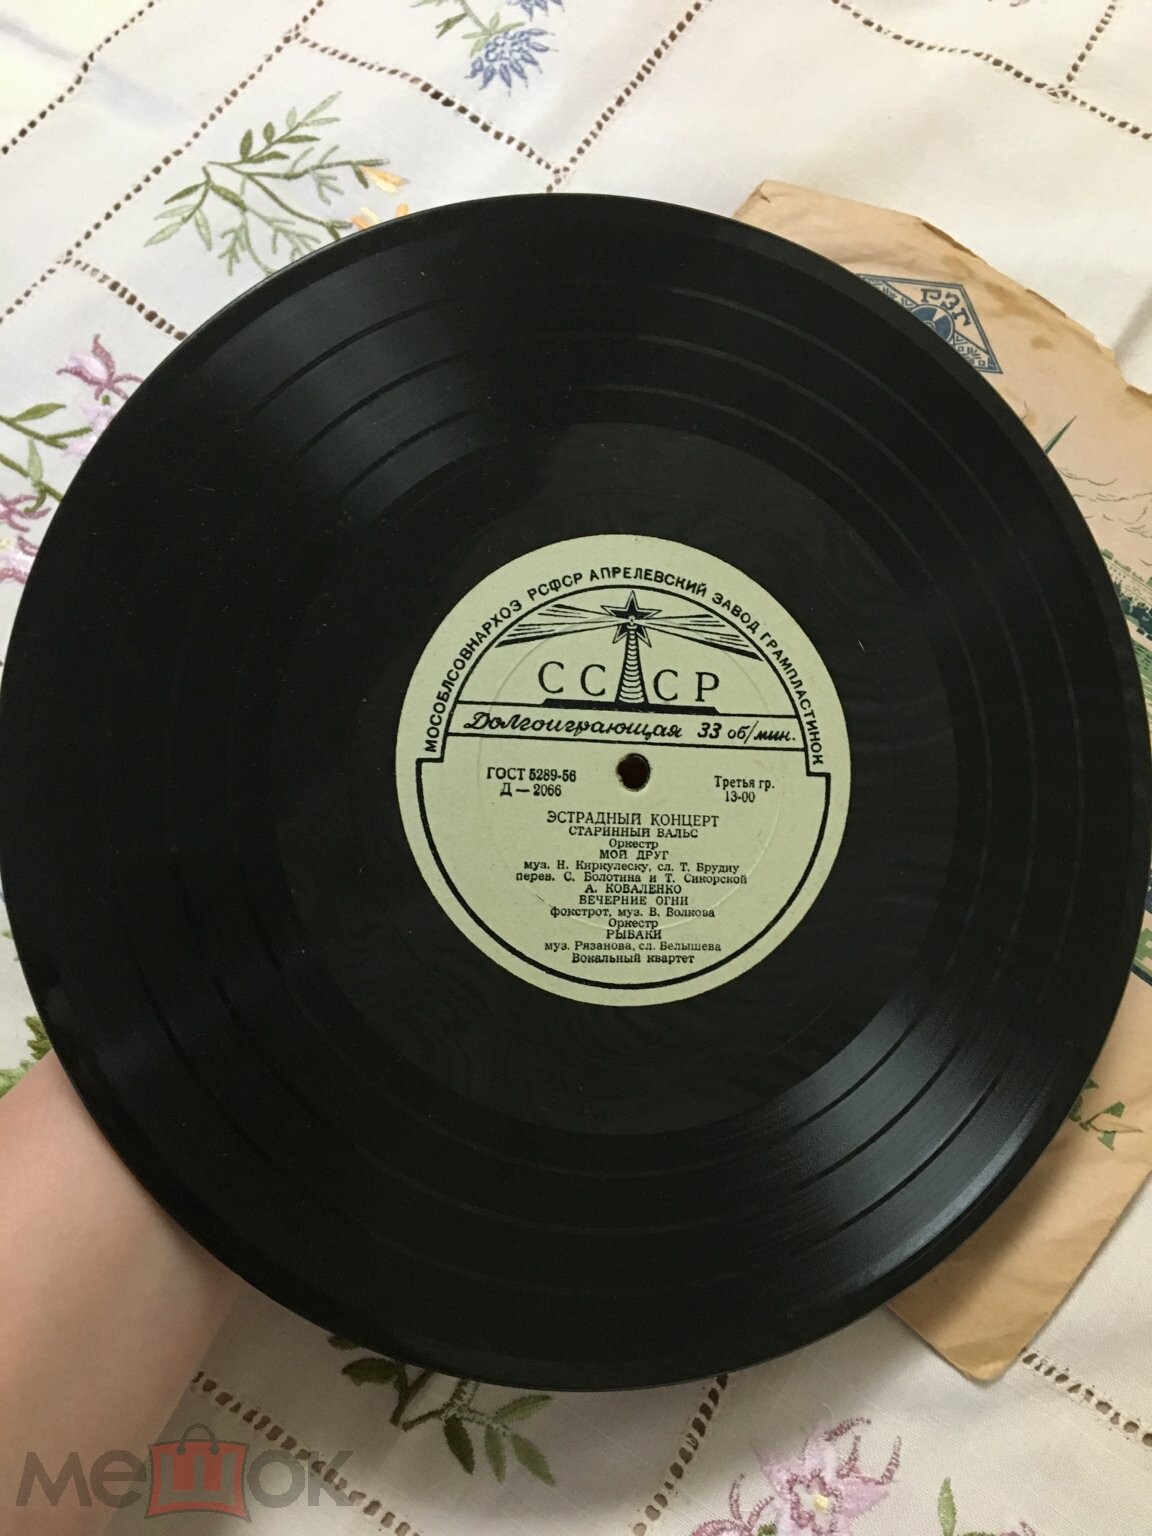 РЗГ
МОСОБЛСОВНАРХОЗ РСФСР АПРЕЛЕВСКИЙ ЗАВОД ГРАМПЛАСТИНОК
СССР
Долгоиграющая 33 об/мин.
ГОСТ 5289-56
Д — 2066
Третья гр.
13-00
ЭСТРАДНЫЙ КОНЦЕРТ
СТАРИННЫЙ ВАЛЬС
Оркестр
МОЙ ДРУГ
муз. Н. Киркулеску, сл. Т. Брудиу
перев. С. Болотина и Т. Сикорской
А. КОВАЛЕНКО
ВЕЧЕРНИЕ ОГНИ
фокстрот, муз. В. Волкова
Оркестр
РЫБАКИ
муз. Рязанова, сл. Белышева
Вокальный квартет
мешок